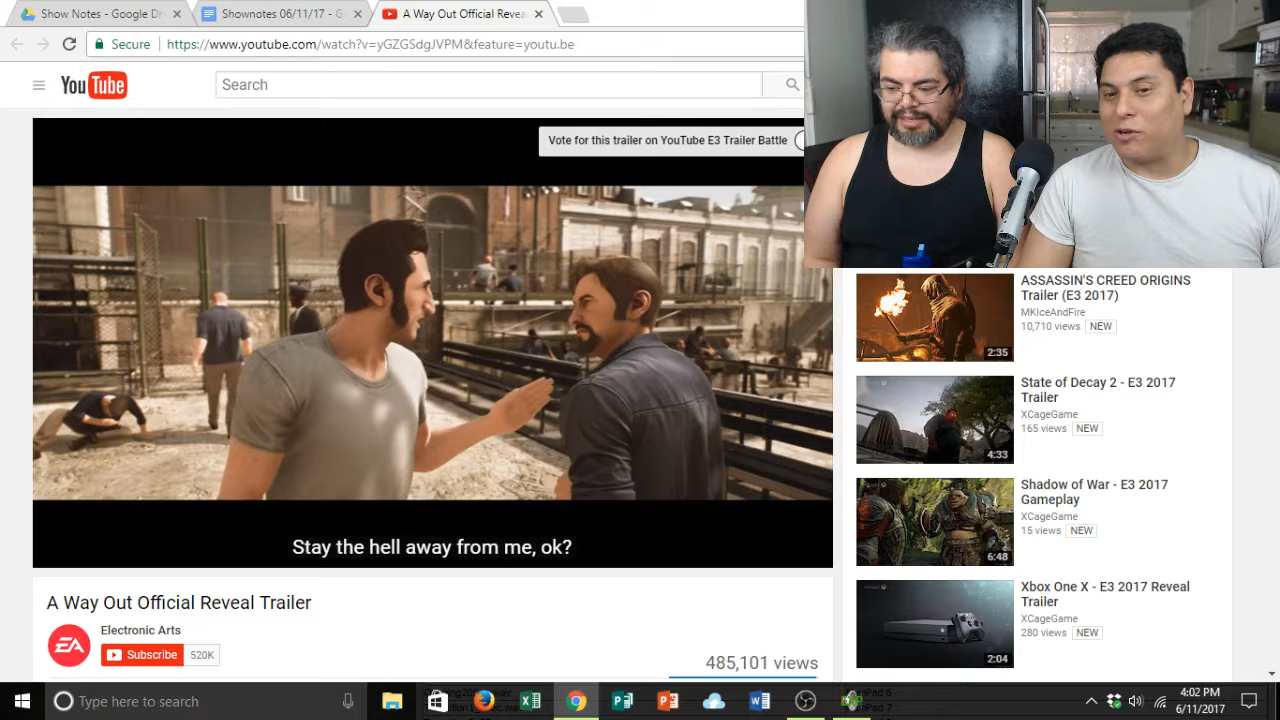 Show Notes - Google Dri
Shownotes 06/11/17 - G
A Way Out Official Revea
Secure
https://www.youtube.com/watch?v=yGZGSdgJVPM&feature=youtu.be
YouTube
Search
Vote for this trailer on YouTube E3 Trailer Battle
Stay the hell away from me, ok?
A Way Out Official Reveal Trailer
EA
Electronic Arts
Subscribe 520K
485,101 views
ASSASSIN'S CREED ORIGINS
Trailer (E3 2017)
MKIceAndFire
10,710 views NEW
2:35
State of Decay 2 - E3 2017
Trailer
XCageGame
165 views NEW
4:33
Shadow of War - E3 2017
Gameplay
XCageGame
15 views NEW
6:48
Xbox One X - E3 2017 Reveal
Trailer
XCageGame
280 views NEW
2:04
Type here to search
4:02 PM
6/11/2017